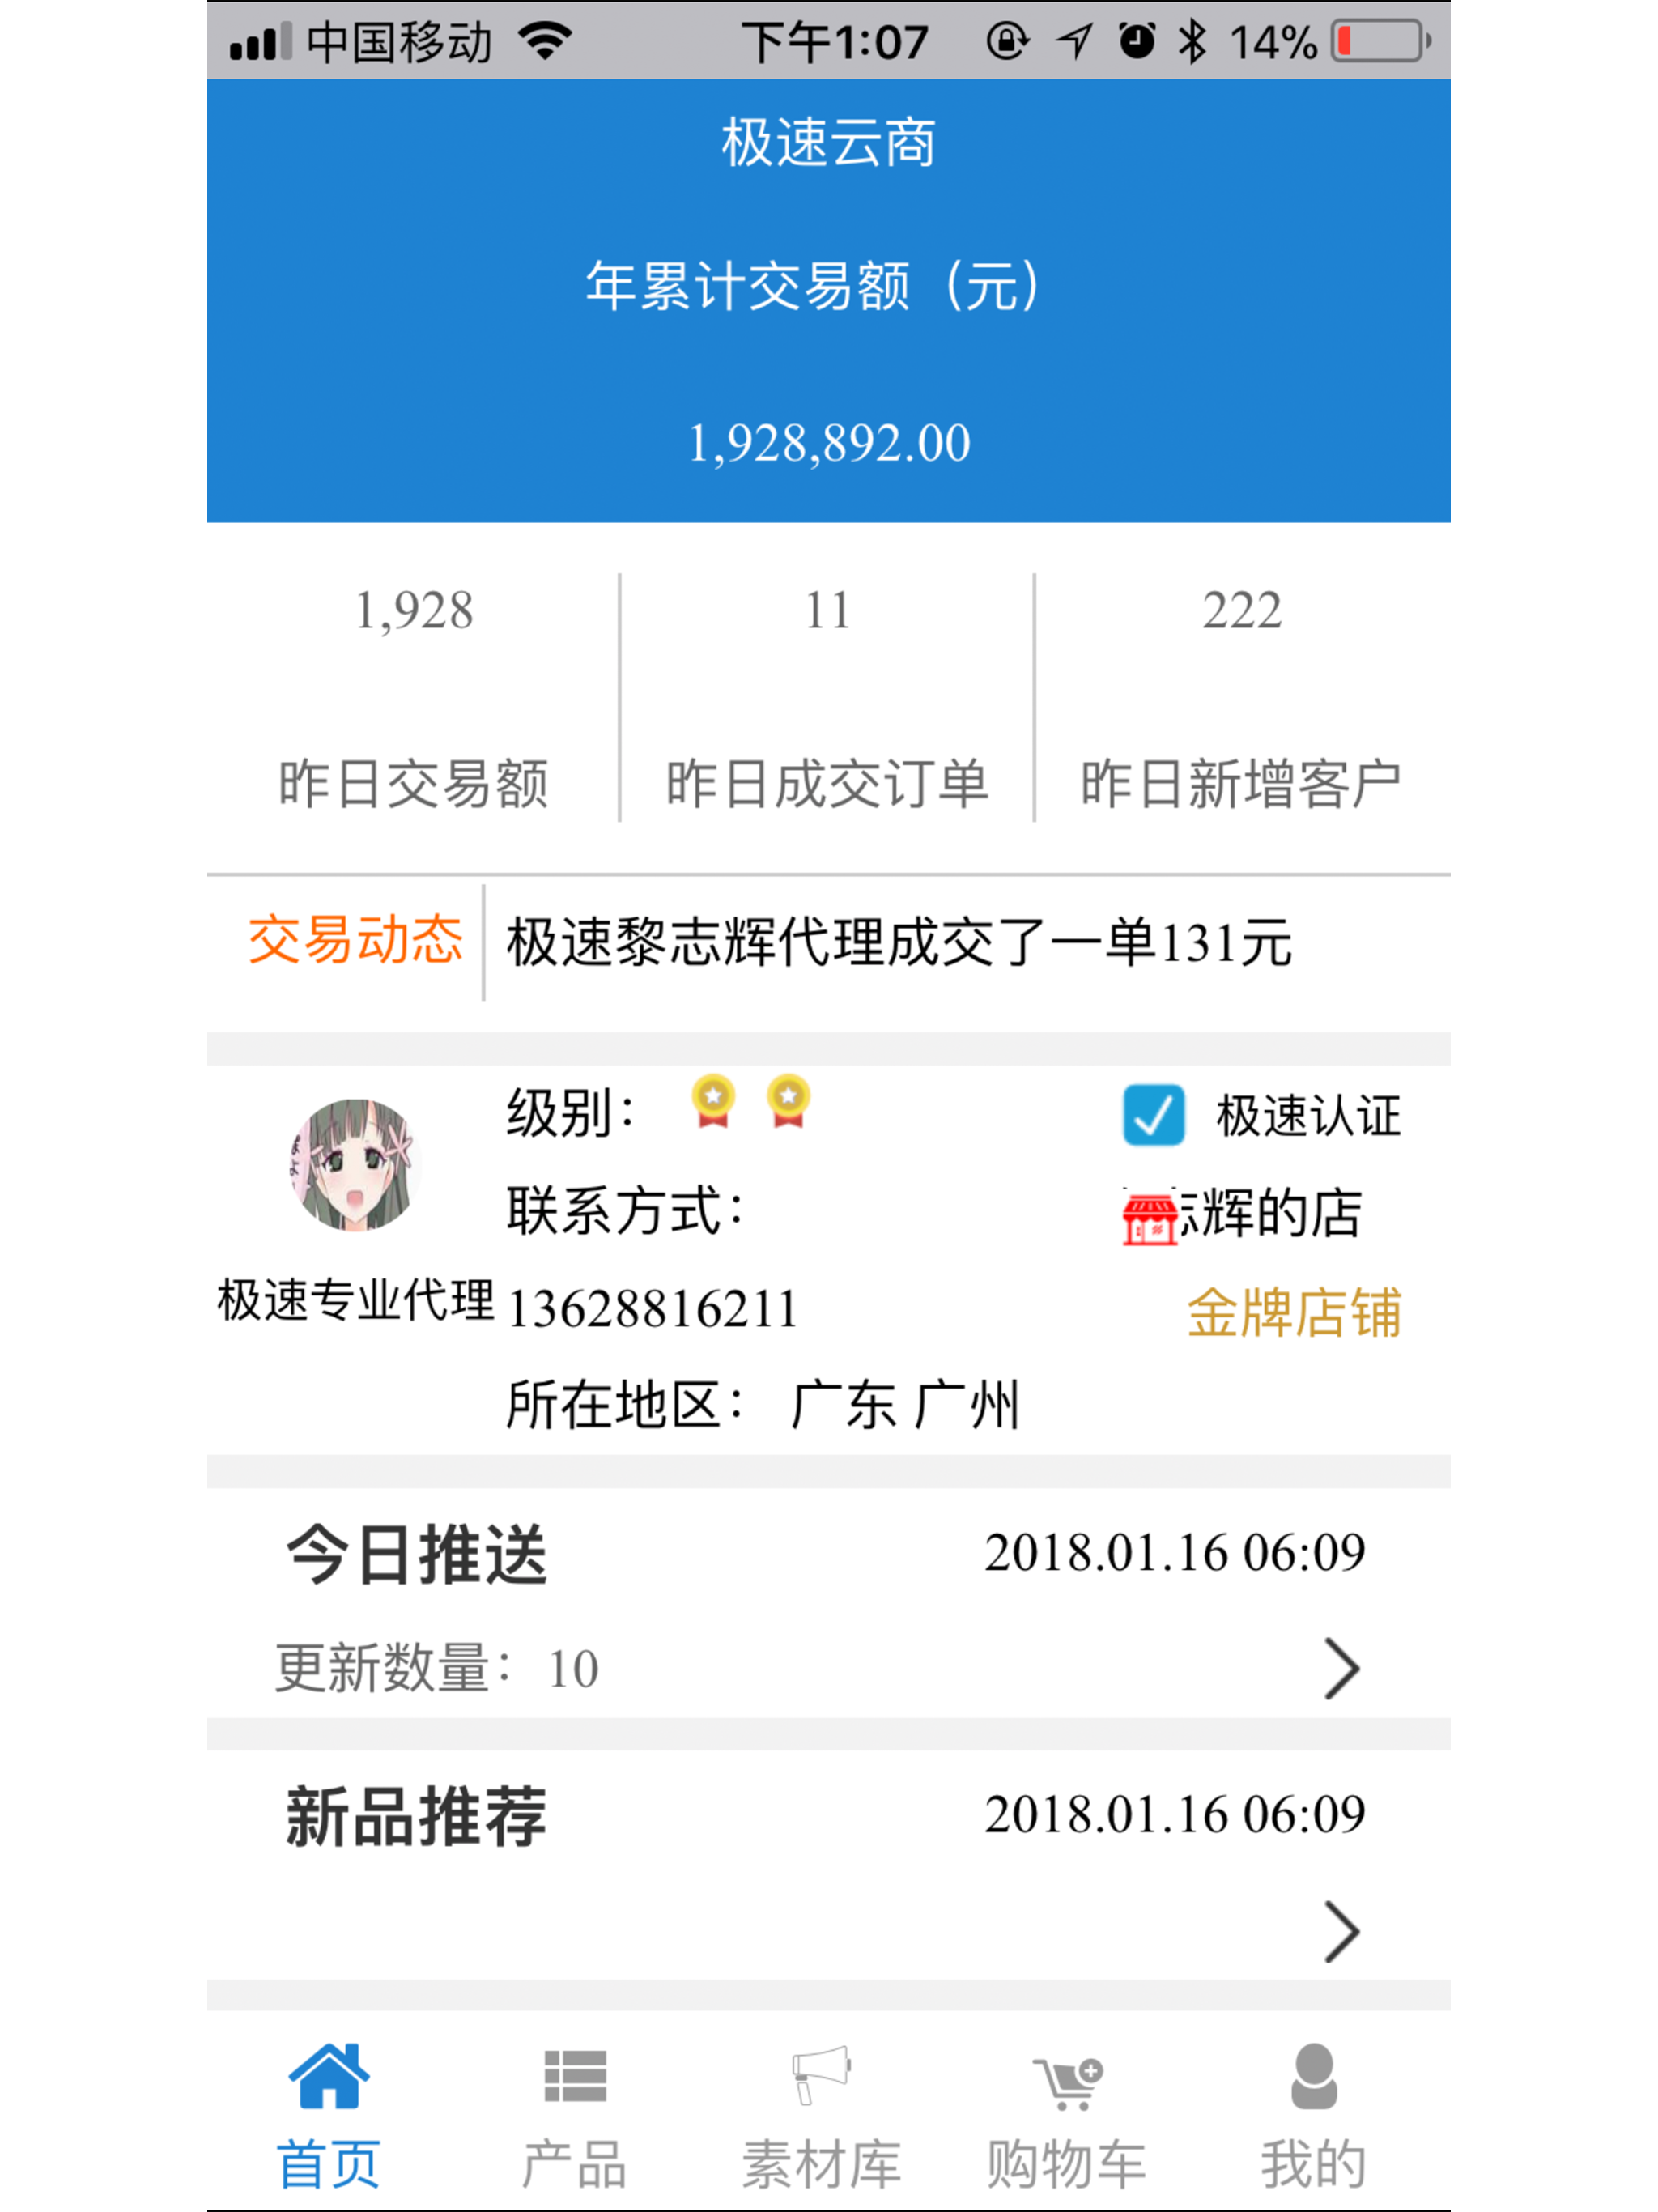 中国移动 下午1:07 14%
极速云商
年累计交易额（元）
1,928,892.00
1,928 11 222
昨日交易额 昨日成交订单 昨日新增客户
交易动态 极速黎志辉代理成交了一单131元
级别： 极速认证
联系方式： 辉的店
极速专业代理 13628816211 金牌店铺
所在地区： 广东 广州
今日推送 2018.01.16 06:09
更新数量： 10
新品推荐 2018.01.16 06:09
首页 产品 素材库 购物车 我的